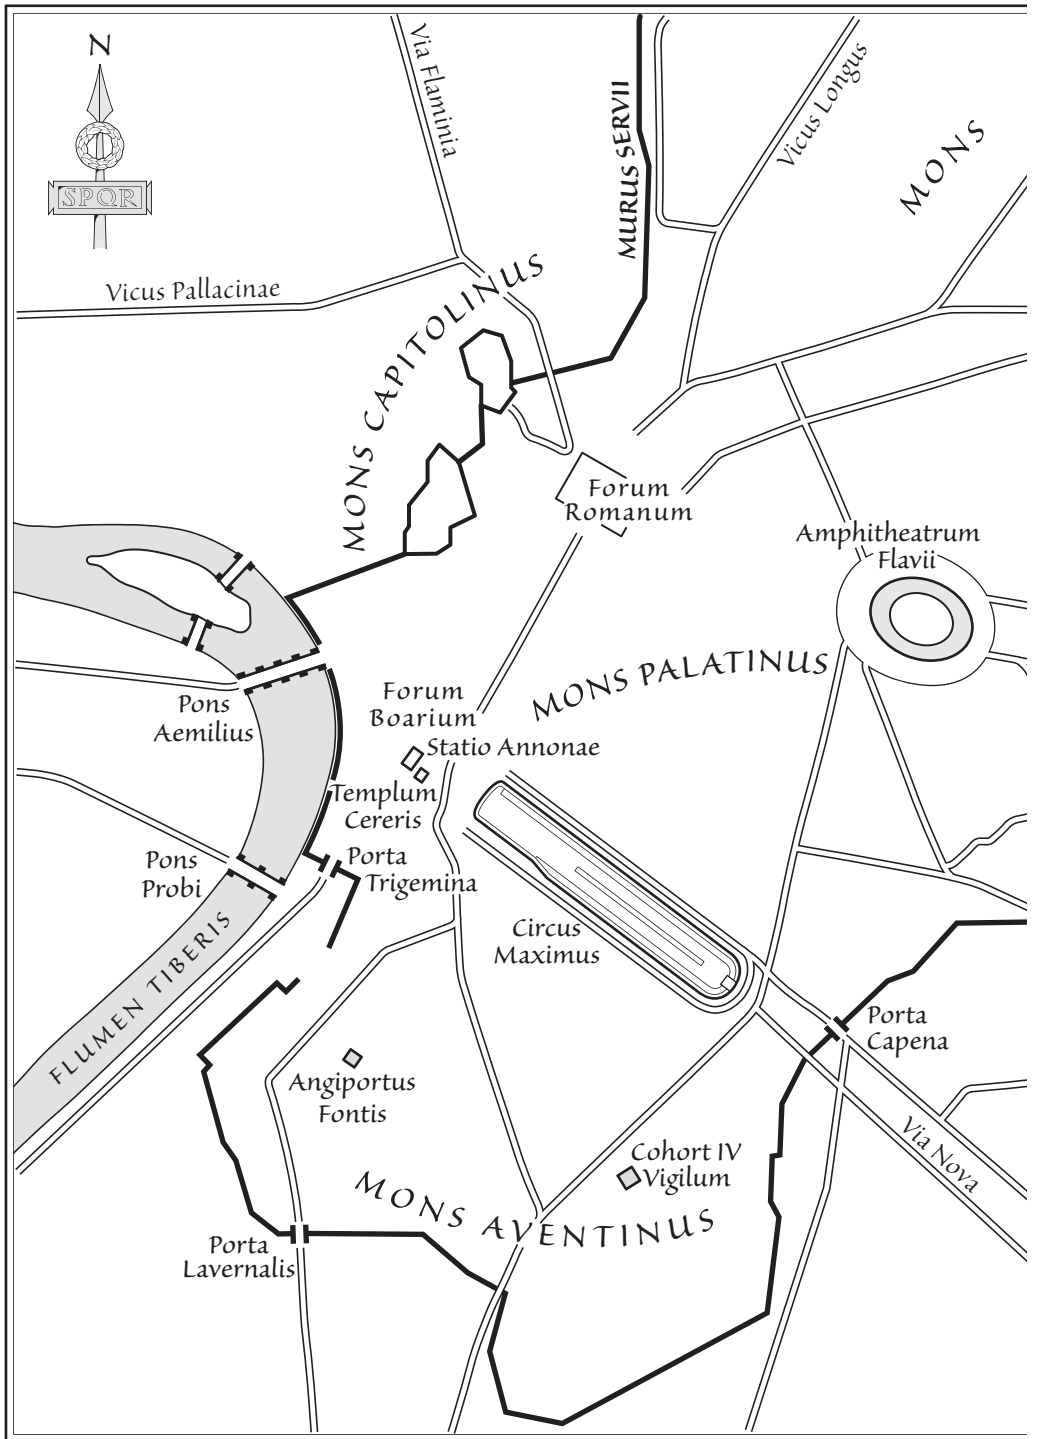 N
SPQR
Via Flaminia
MURUS SERVII
Vicus Longus
MONS
Vicus Pallacinae
MONS CAPITOLINUS
Forum
Romanum
Amphitheatrum
Flavii
MONS PALATINUS
Pons
Aemilius
Forum
Boarium
Statio Annonae
Templum
Cereris
Pons
Probi
Porta
Trigemina
FLUMEN TIBERIS
Circus
Maximus
Porta
Capena
Angiportus
Fontis
Cohort IV
Vigilum
Via Nova
MONS AVENTINUS
Porta
Lavernalis